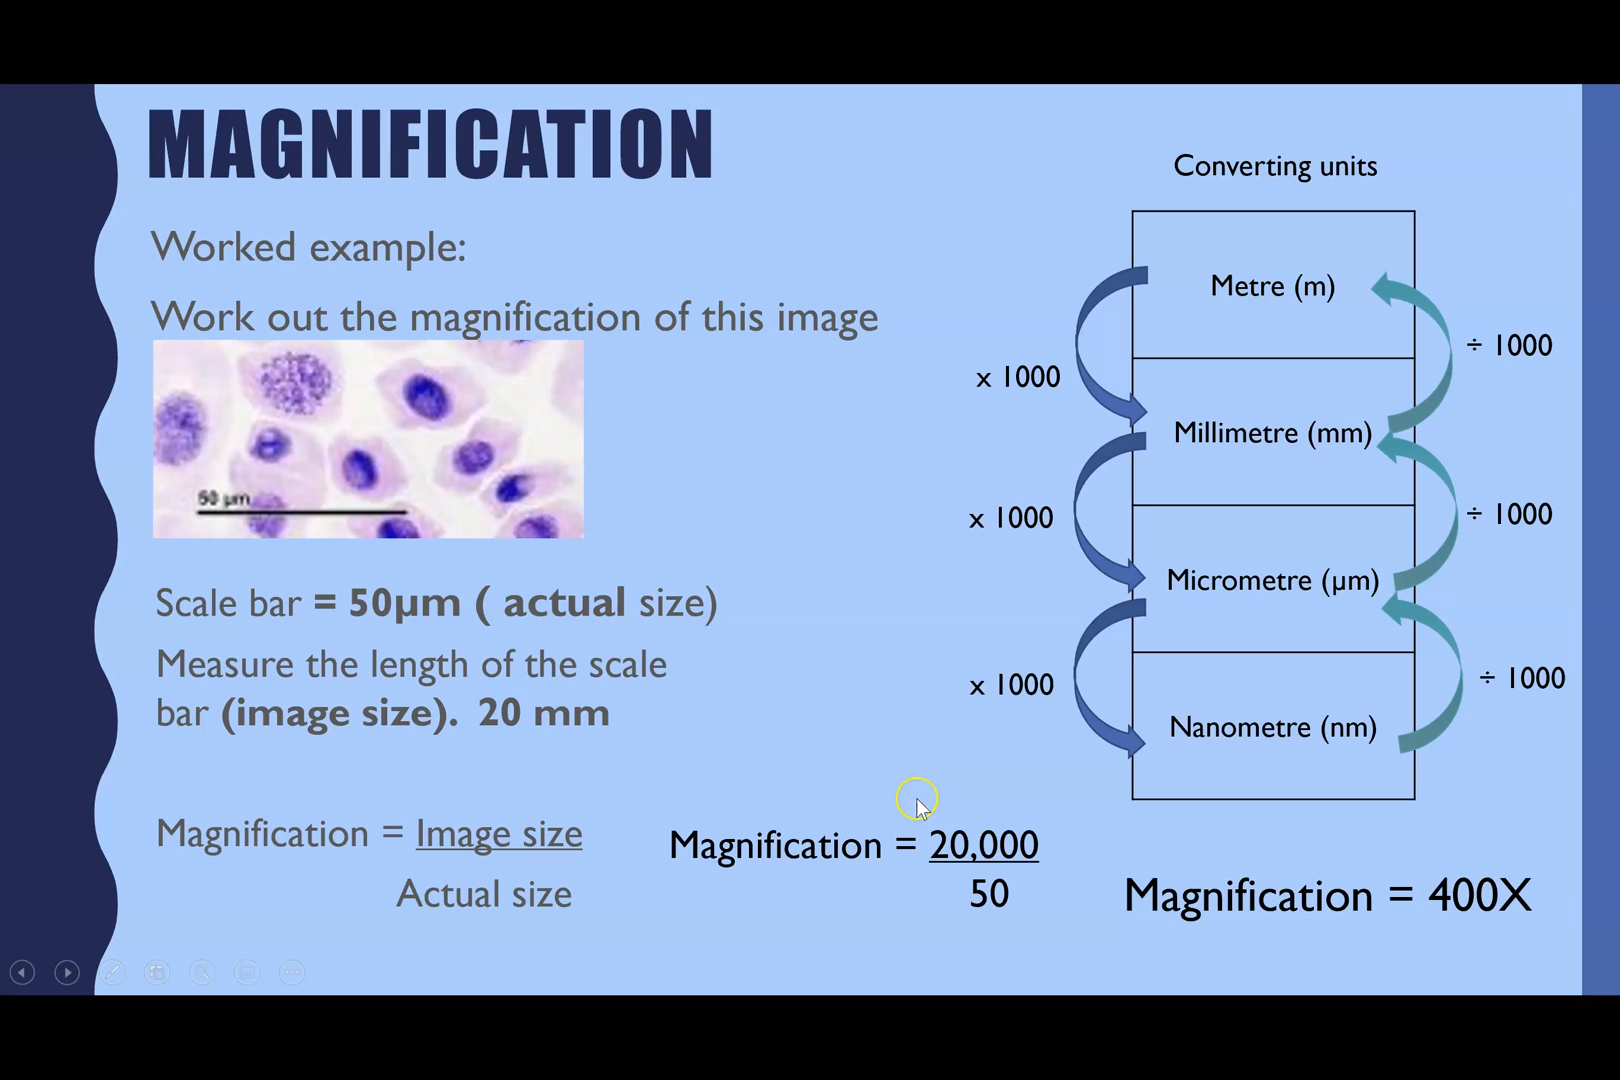 MAGNIFICATION
Worked example:
Work out the magnification of this image
50 µm
Scale bar = 50µm ( actual size)
Measure the length of the scale
bar (image size). 20 mm
Magnification = Image size
Actual size
Magnification = 20,000
50
Magnification = 400X
Converting units
Metre (m)
Millimetre (mm)
Micrometre (µm)
Nanometre (nm)
x 1000
x 1000
x 1000
÷ 1000
÷ 1000
÷ 1000